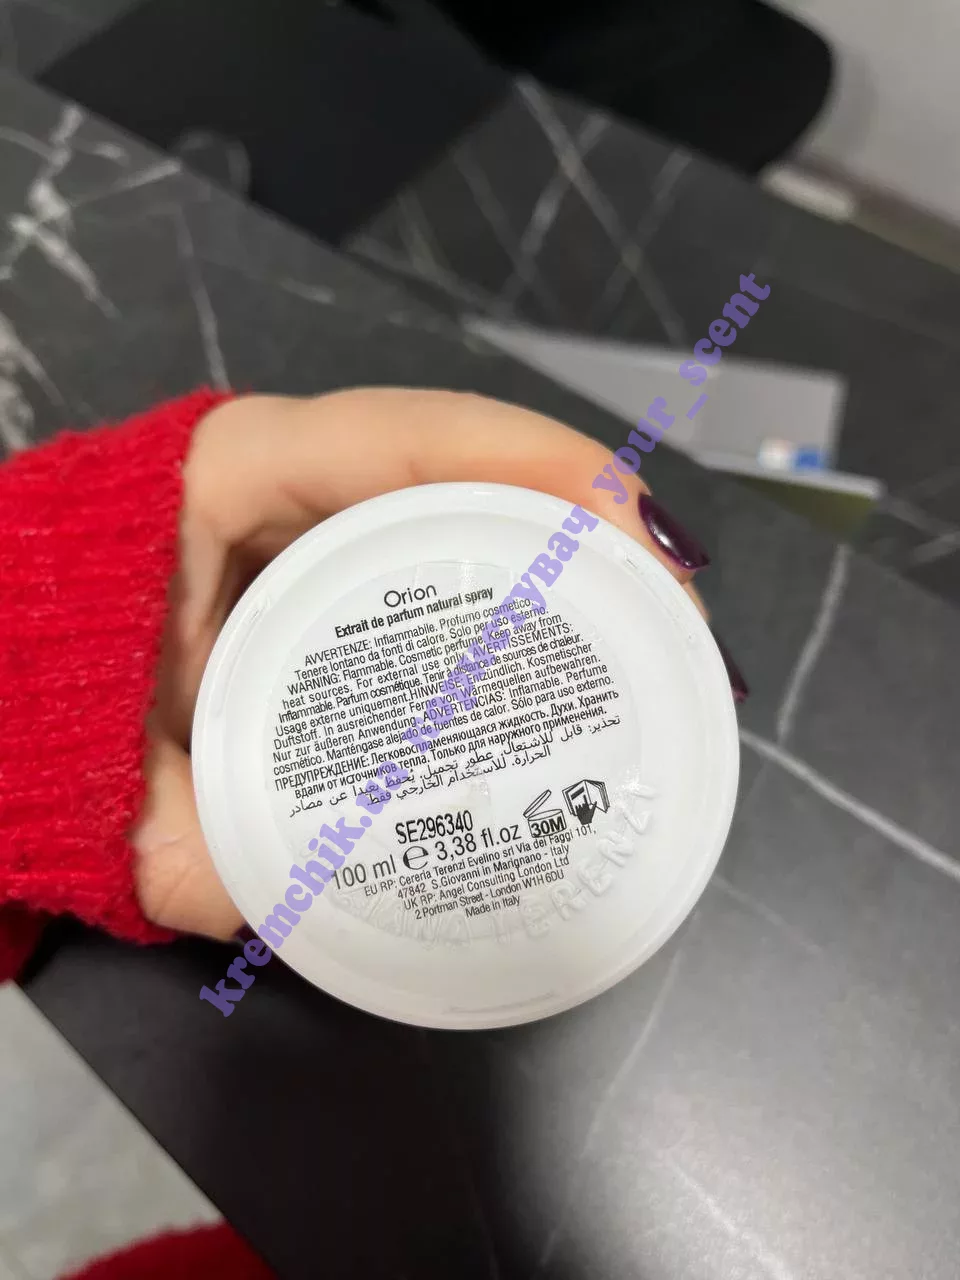 Orion
Extrait de parfum natural spray
AVVERTENZE: Infiammabile. Profumo cosmetico.
Tenere lontano da fonti di calore. Solo per uso esterno.
WARNING: Flammable. Cosmetic perfume. Keep away from
heat sources. For external use only. AVERTISSEMENTS:
Inflammable. Parfum cosmétique. Tenir à distance de sources de chaleur.
Usage externe uniquement. HINWEISE: Entzündlich. Kosmetischer
Duftstoff. In ausreichender Ferne von Wärmequellen aufbewahren.
Nur zur äußeren Anwendung. ADVERTENCIAS: Inflamable. Perfume
cosmético. Manténgase alejado de fuentes de calor. Sólo para uso externo.
ПРЕДУПРЕЖДЕНИЕ: Легковоспламеняющаяся жидкость. Духи. Хранить
вдали от источников тепла. Только для наружного применения.
تحذير: قابل للاشتعال. عطور تجميل. يحفظ بعيدا عن مصادر
الحرارة. للاستخدام الخارجي فقط.
SE296340
100 ml e 3,38 fl.oz 30M
EU RP: Cereria Terenzi Evelino srl Via dei Faggi 101,
47842 S.Giovanni in Marignano - Italy
UK RP: Angel Consulting London Ltd
2 Portman Street - London W1H 6DU
Made in Italy
TERENZI
kremchik.ua your_scent